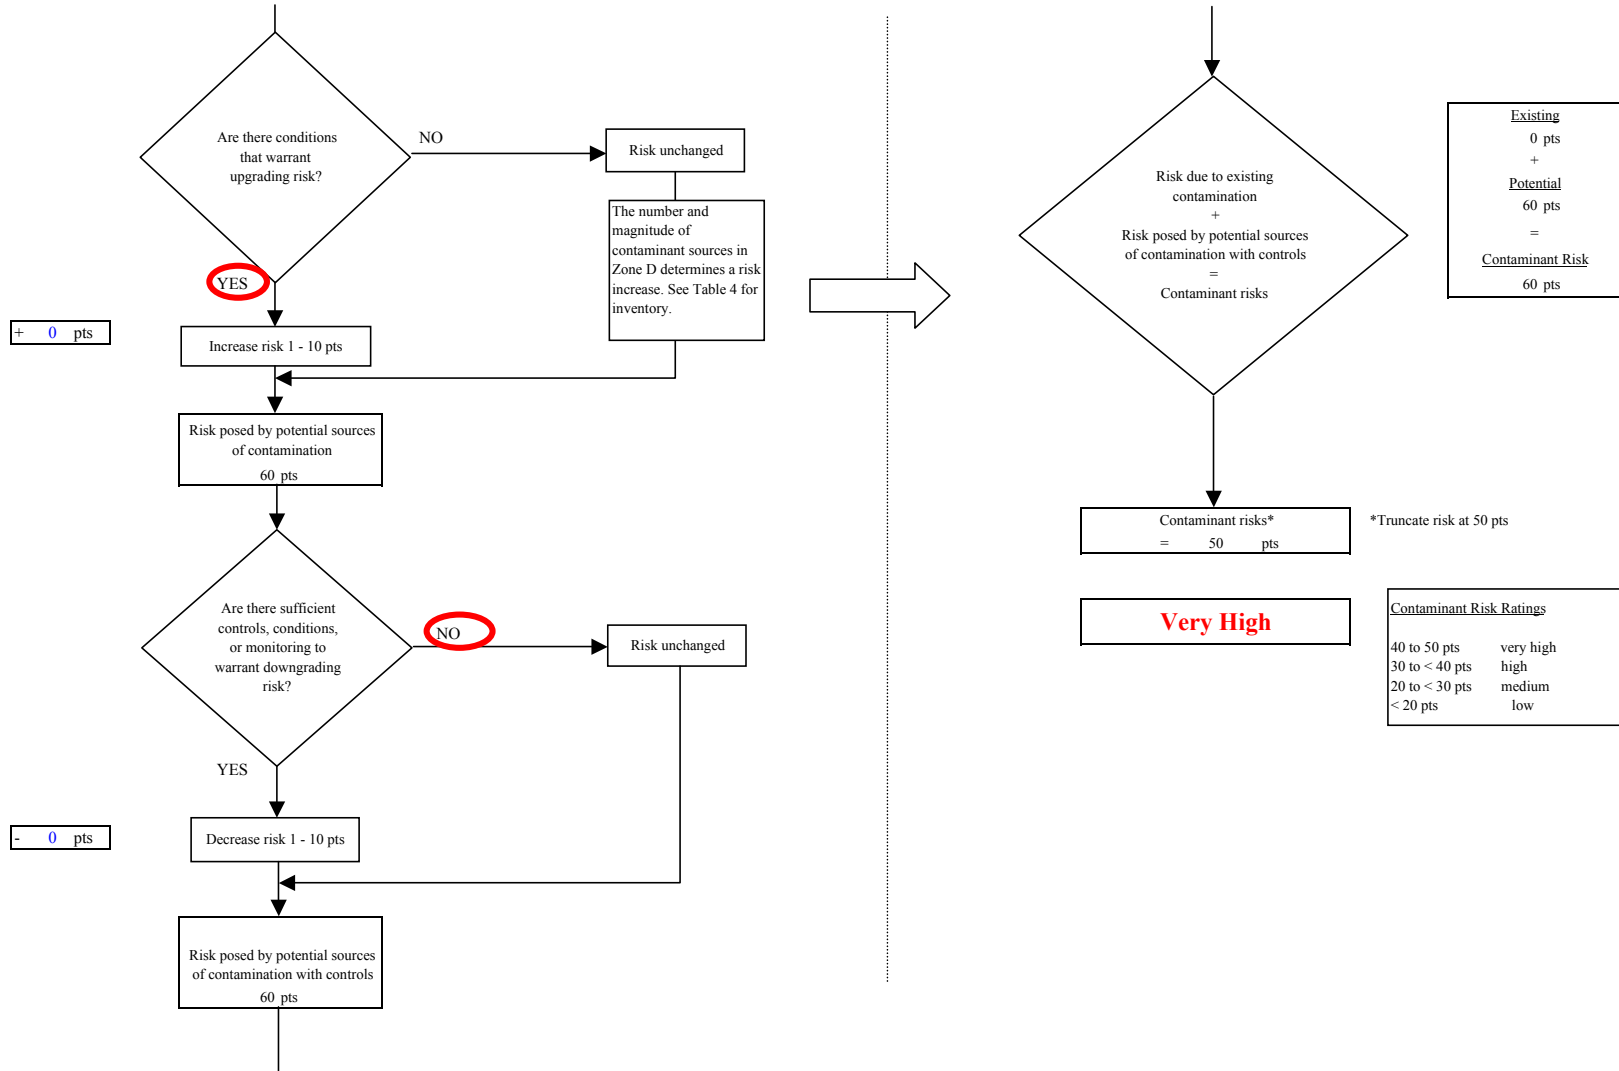 Are there conditions
that warrant
upgrading risk?
NO
Risk unchanged
The number and
magnitude of
contaminant sources in
Zone D determines a risk
increase. See Table 4 for
inventory.
YES
+ 0 pts
Increase risk 1 - 10 pts
Risk posed by potential sources
of contamination
60 pts
Are there sufficient
controls, conditions,
or monitoring to
warrant downgrading
risk?
NO
Risk unchanged
YES
- 0 pts
Decrease risk 1 - 10 pts
Risk posed by potential sources
of contamination with controls
60 pts
Risk due to existing
contamination
+
Risk posed by potential sources
of contamination with controls
=
Contaminant risks
Existing
0 pts
+
Potential
60 pts
=
Contaminant Risk
60 pts
Contaminant risks*
= 50 pts
*Truncate risk at 50 pts
Very High
Contaminant Risk Ratings
40 to 50 pts very high
30 to < 40 pts high
20 to < 30 pts medium
< 20 pts low